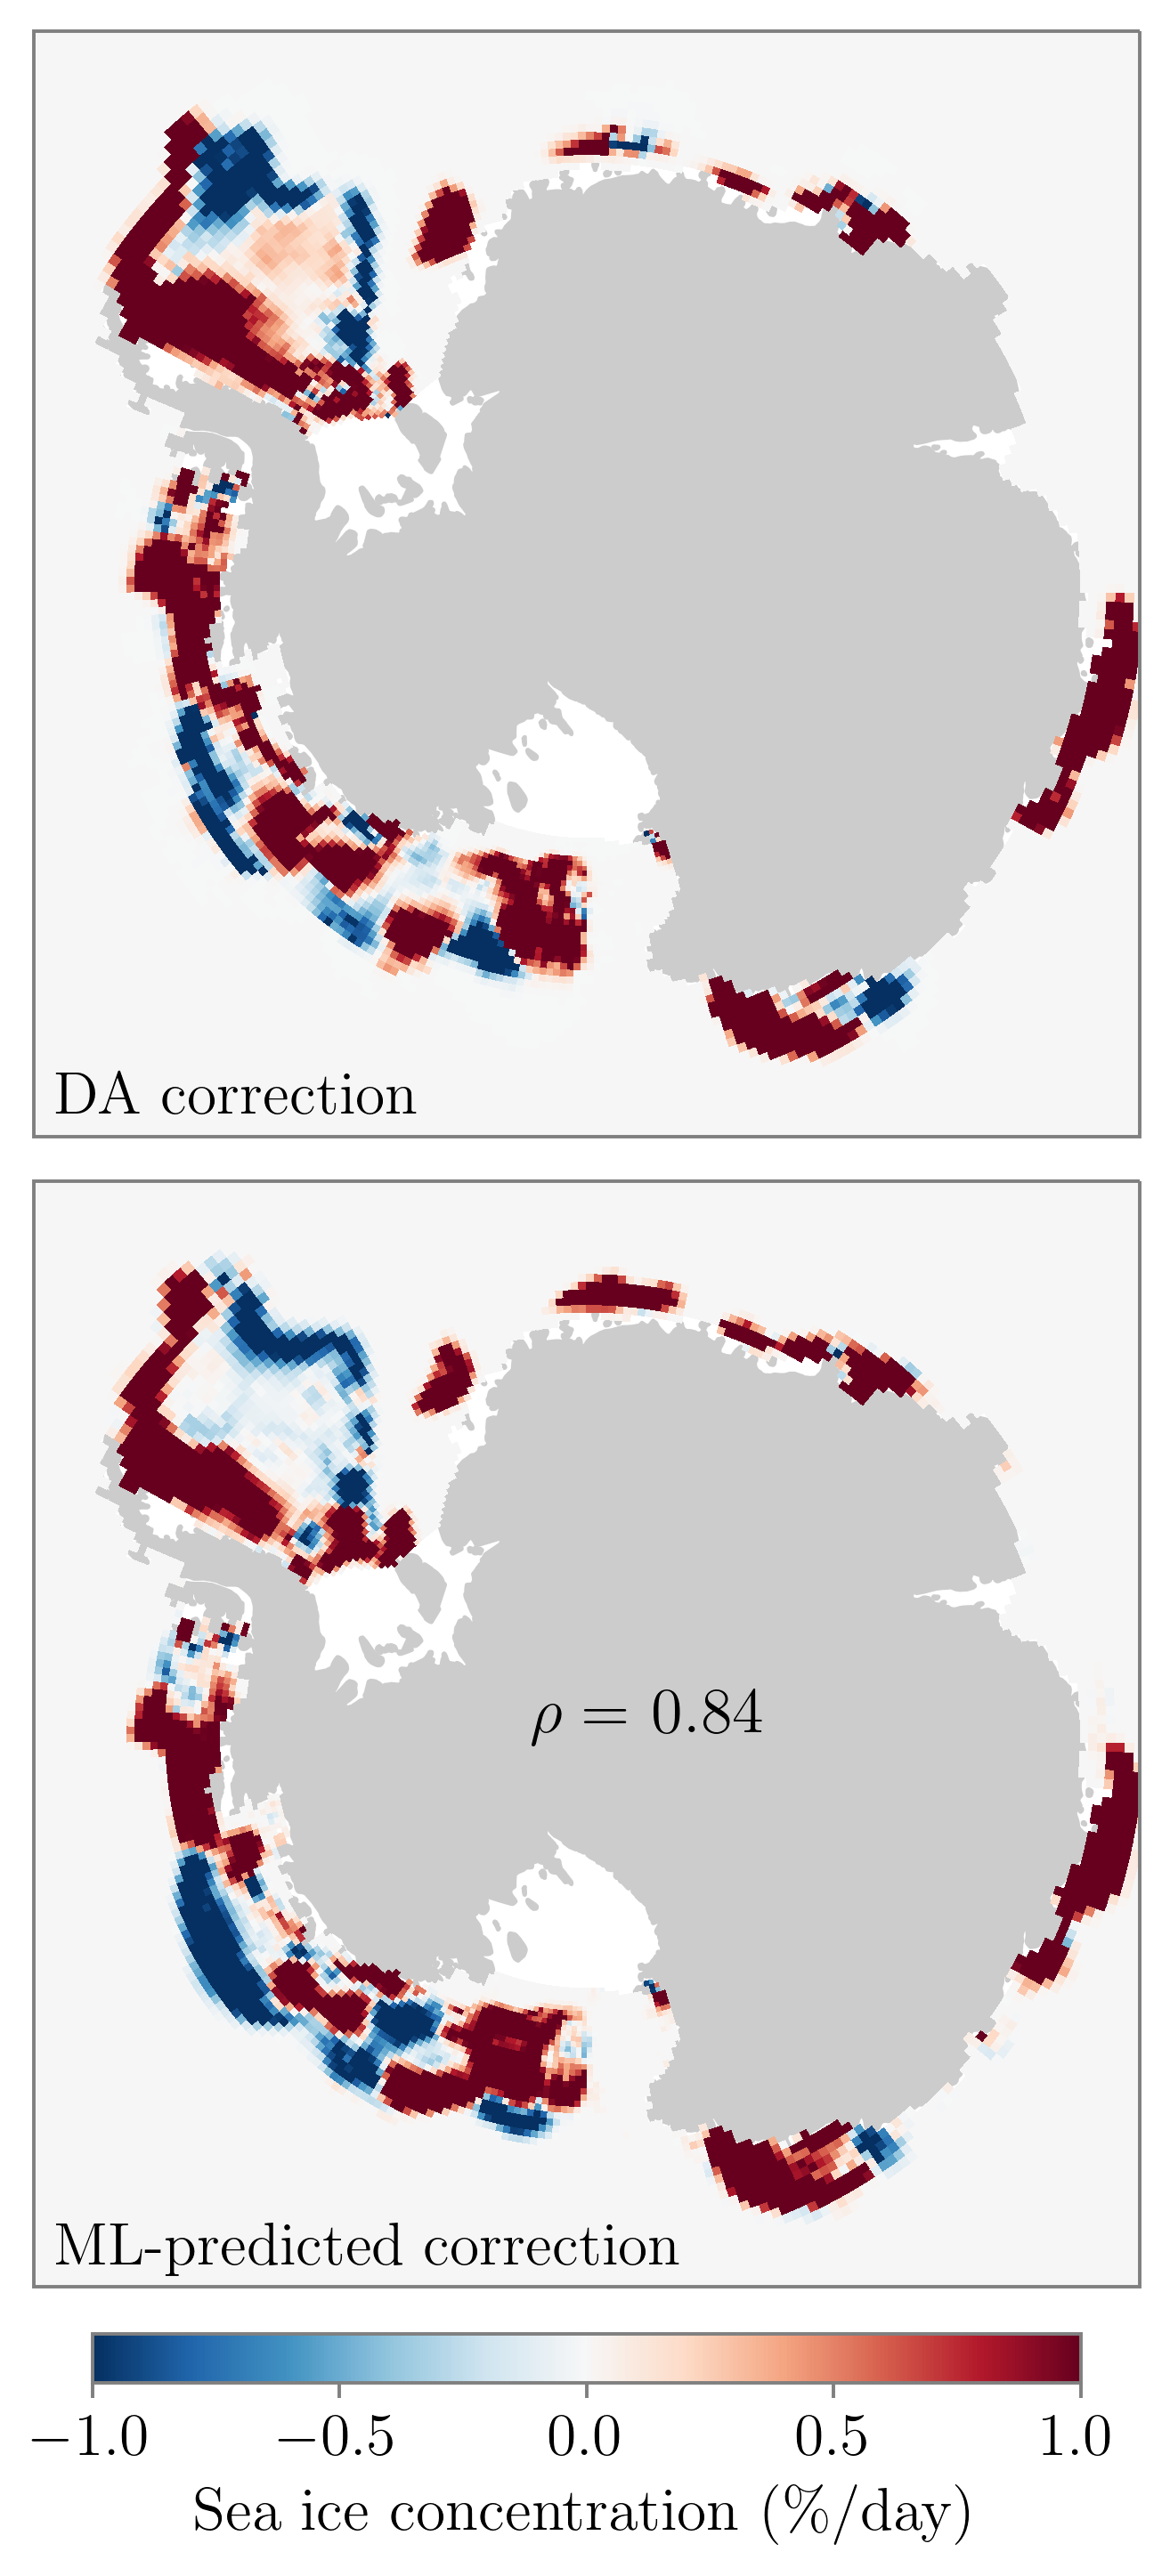 DA correction
ρ = 0.84
ML-predicted correction
−1.0 −0.5 0.0 0.5 1.0
Sea ice concentration (%/day)